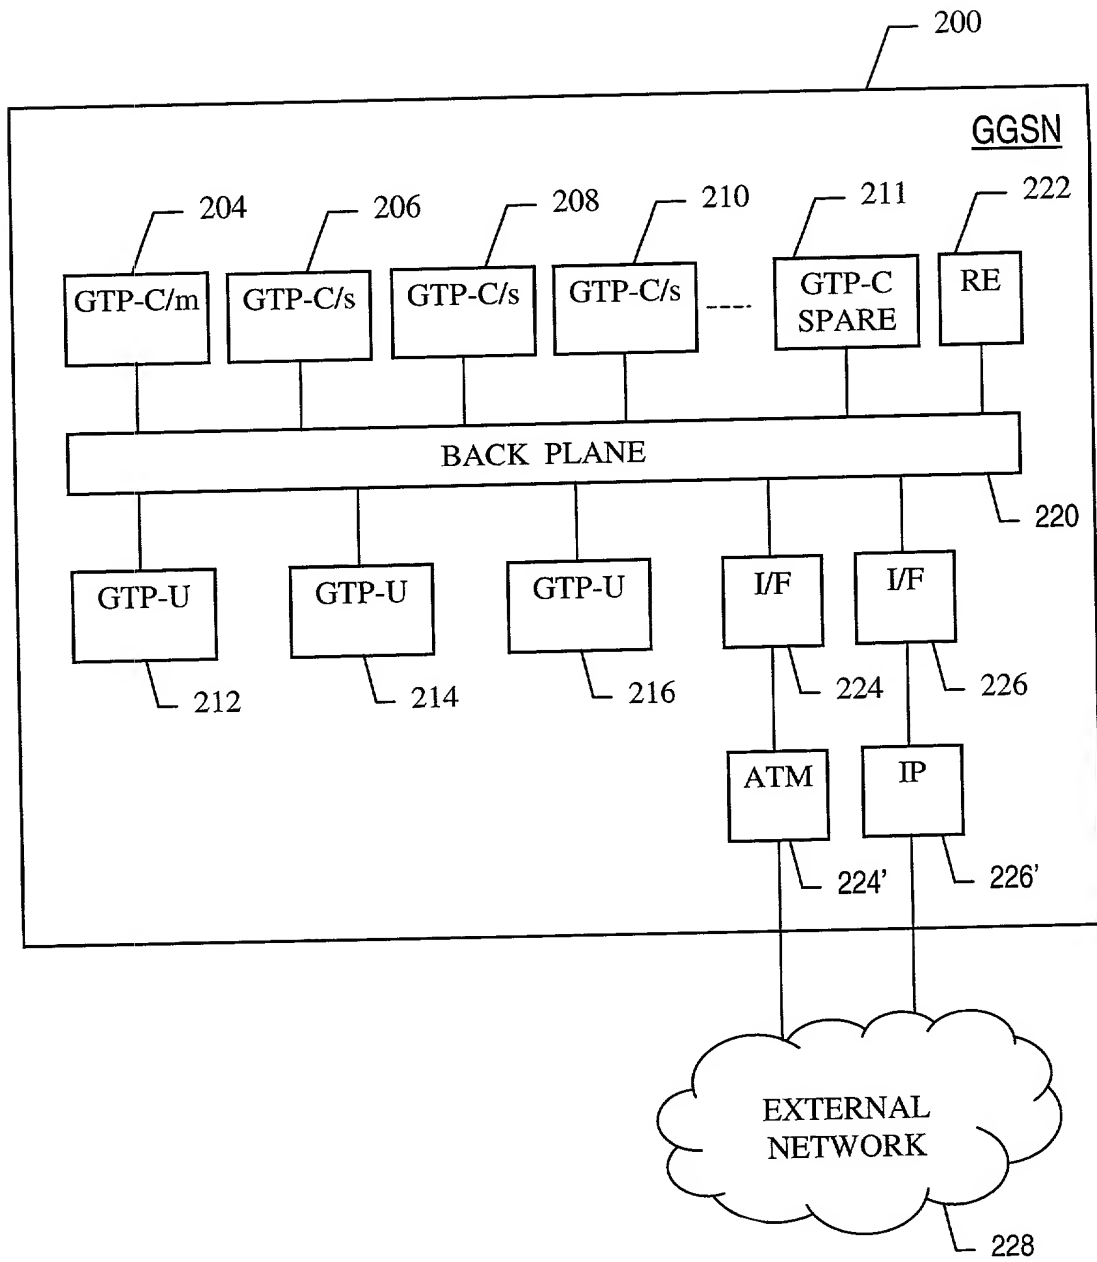 200
GGSN
204
206
208
210
211
222
GTP-C/m
GTP-C/s
GTP-C/s
GTP-C/s
GTP-C
SPARE
RE
BACK PLANE
220
GTP-U
GTP-U
GTP-U
I/F
I/F
212
214
216
224
226
ATM
IP
224'
226'
EXTERNAL
NETWORK
228